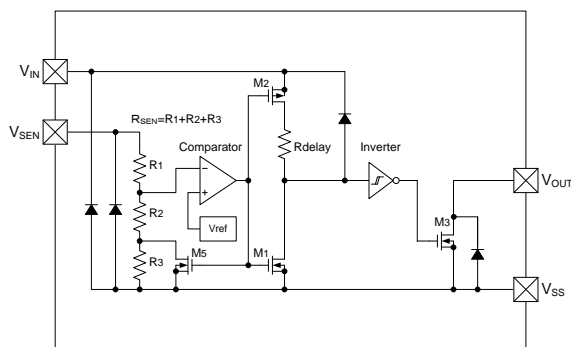 VIN
M2
VSEN
RSEN=R1+R2+R3
Comparator
Rdelay
Inverter
R1
−
+
VOUT
R2
Vref
M3
R3
M5
M1
VSS